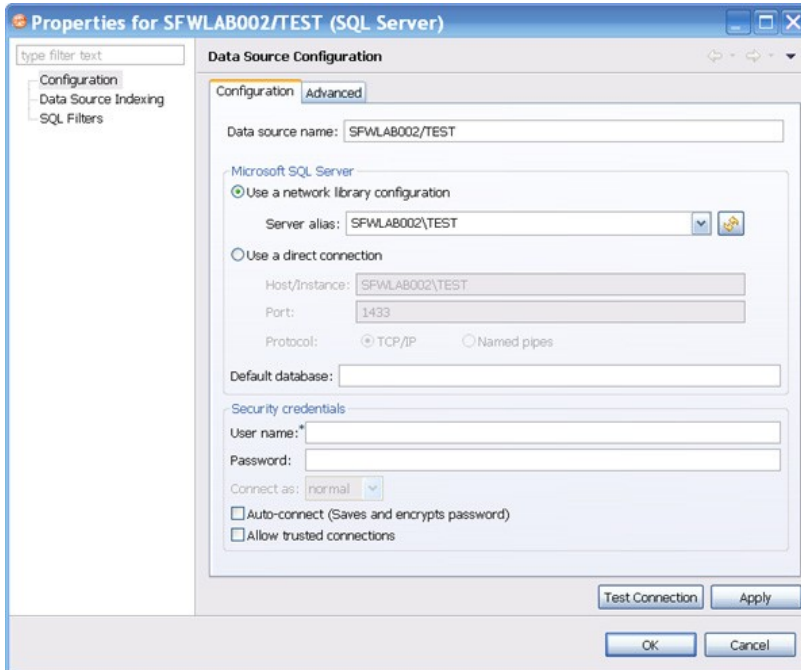 Properties for SFWLAB002/TEST (SQL Server)
type filter text
Configuration
Data Source Indexing
SQL Filters
Data Source Configuration
Configuration Advanced
Data source name: SFWLAB002/TEST
Microsoft SQL Server
Use a network library configuration
Server alias: SFWLAB002\TEST
Use a direct connection
Host/Instance: SFWLAB002\TEST
Port: 1433
Protocol: TCP/IP Named pipes
Default database:
Security credentials
User name:*
Password:
Connect as: normal
Auto-connect (Saves and encrypts password)
Allow trusted connections
Test Connection Apply
OK Cancel